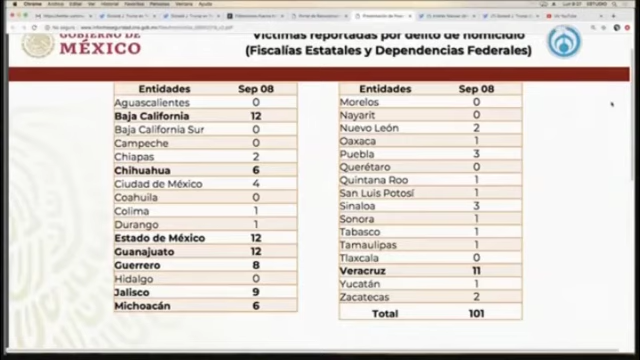 GOBIERNO DE
MÉXICO
Víctimas reportadas por delito de homicidio
(Fiscalías Estatales y Dependencias Federales)
Entidades Sep 08
Aguascalientes 0
Baja California 12
Baja California Sur 0
Campeche 0
Chiapas 2
Chihuahua 6
Ciudad de México 4
Coahuila 0
Colima 1
Durango 1
Estado de México 12
Guanajuato 12
Guerrero 8
Hidalgo 0
Jalisco 9
Michoacán 6
Entidades Sep 08
Morelos 0
Nayarit 0
Nuevo León 2
Oaxaca 1
Puebla 3
Querétaro 0
Quintana Roo 1
San Luis Potosí 1
Sinaloa 3
Sonora 1
Tabasco 1
Tamaulipas 1
Tlaxcala 0
Veracruz 11
Yucatán 1
Zacatecas 2
Total 101